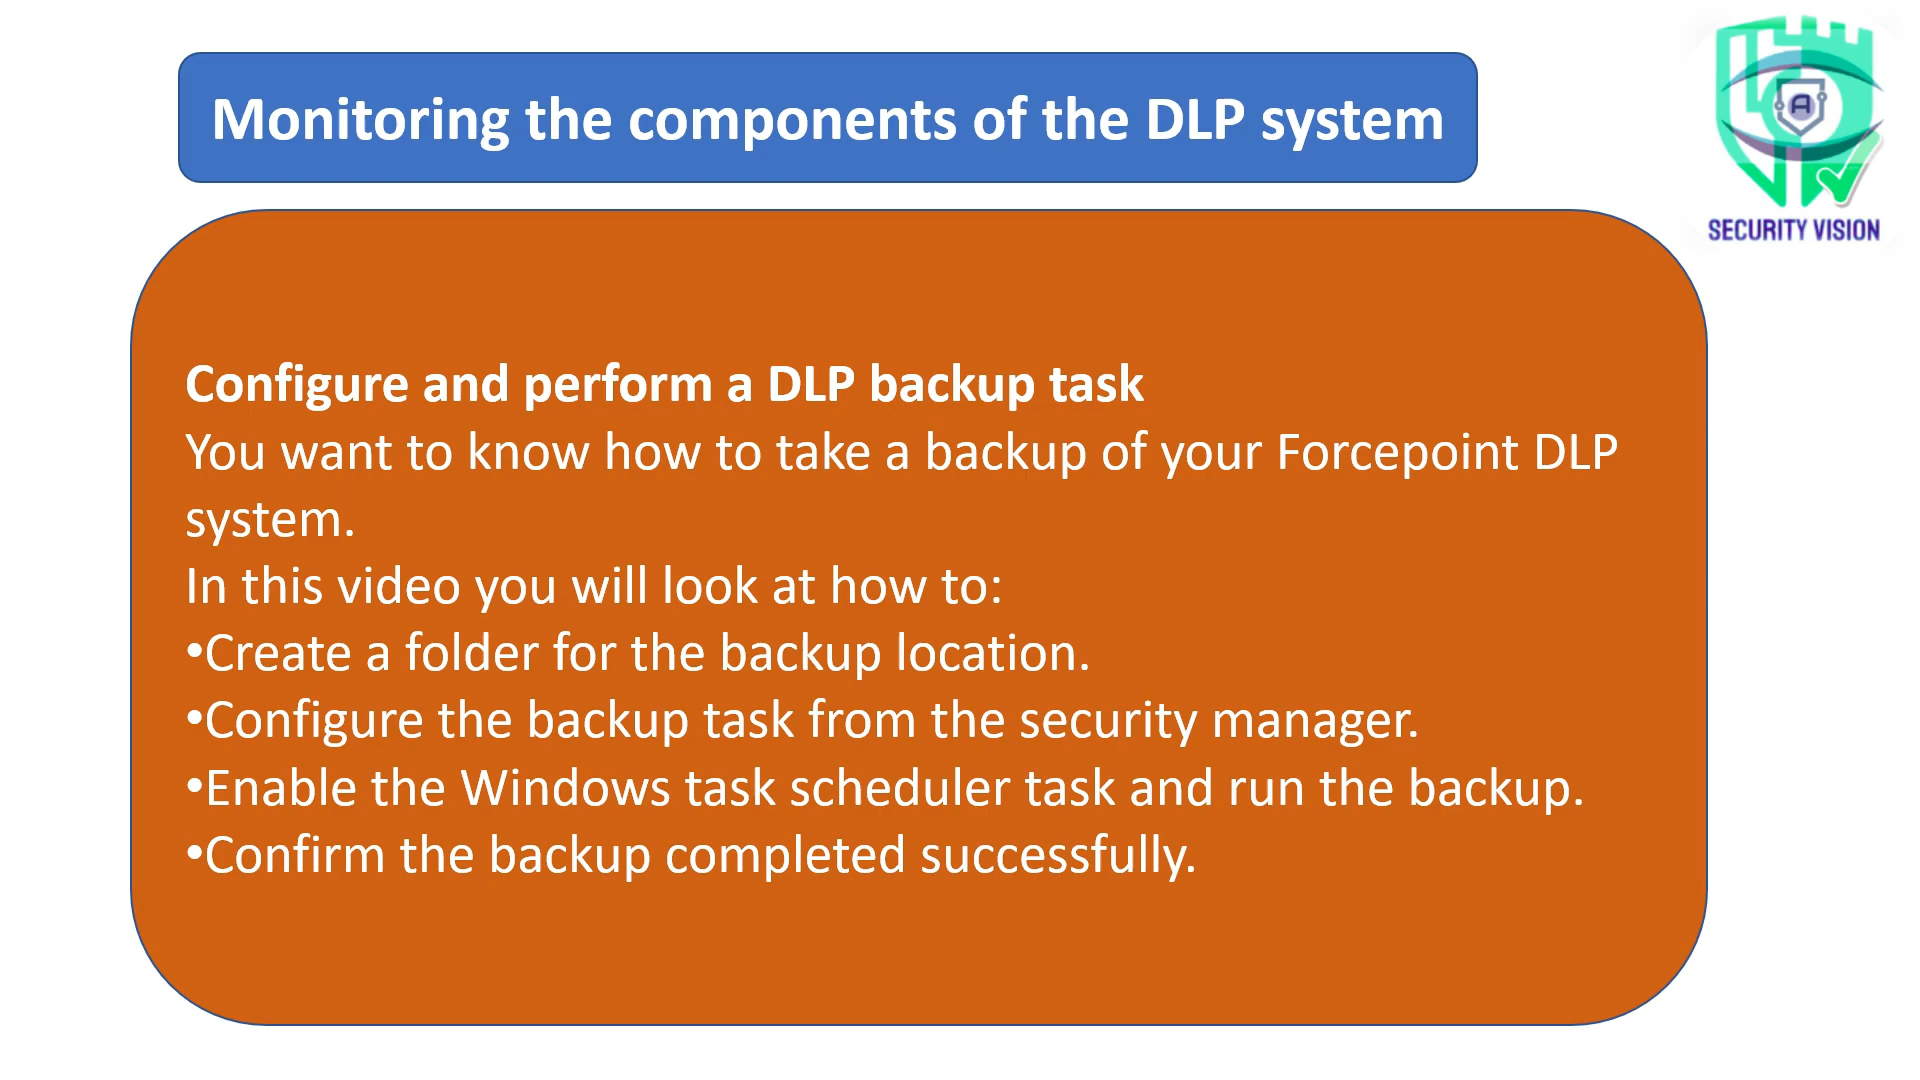 Monitoring the components of the DLP system
A
SECURITY VISION
Configure and perform a DLP backup task
You want to know how to take a backup of your Forcepoint DLP
system.
In this video you will look at how to:
•Create a folder for the backup location.
•Configure the backup task from the security manager.
•Enable the Windows task scheduler task and run the backup.
•Confirm the backup completed successfully.